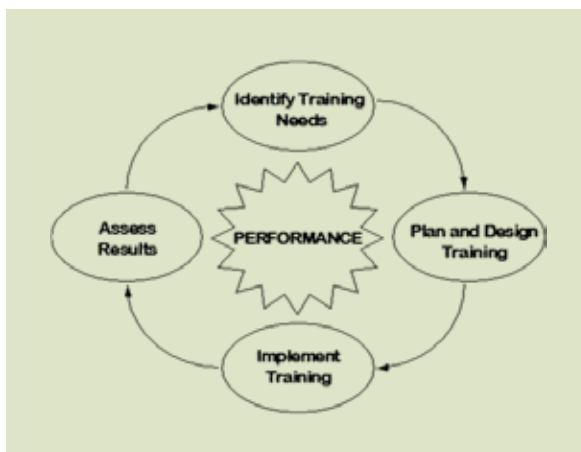 Identify Training
Needs
Plan and Design
Training
Implement
Training
Assess
Results
PERFORMANCE